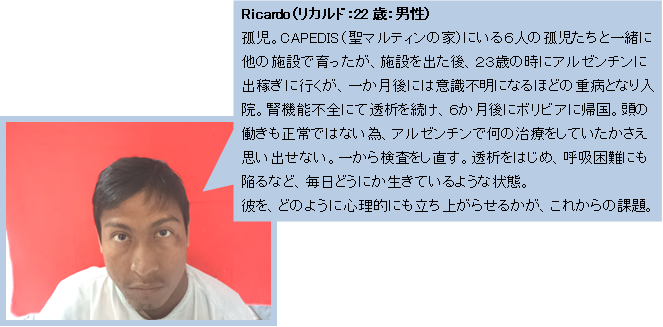 Ricardo（リカルド：22 歳：男性）
孤児。CAPEDIS（聖マルティンの家）にいる６人の孤児たちと一緒に
他の施設で育ったが、施設を出た後、２３歳の時にアルゼンチンに
出稼ぎに行くが、一か月後には意識不明になるほどの重病となり入
院。腎機能不全にて透析を続け、６か月後にボリビアに帰国。頭の
働きも正常ではない為、アルゼンチンで何の治療をしていたかさえ
思い出せない。一から検査をし直す。透析をはじめ、呼吸困難にも
陥るなど、毎日どうにか生きているような状態。
彼を、どのように心理的にも立ち上がらせるかが、これからの課題。